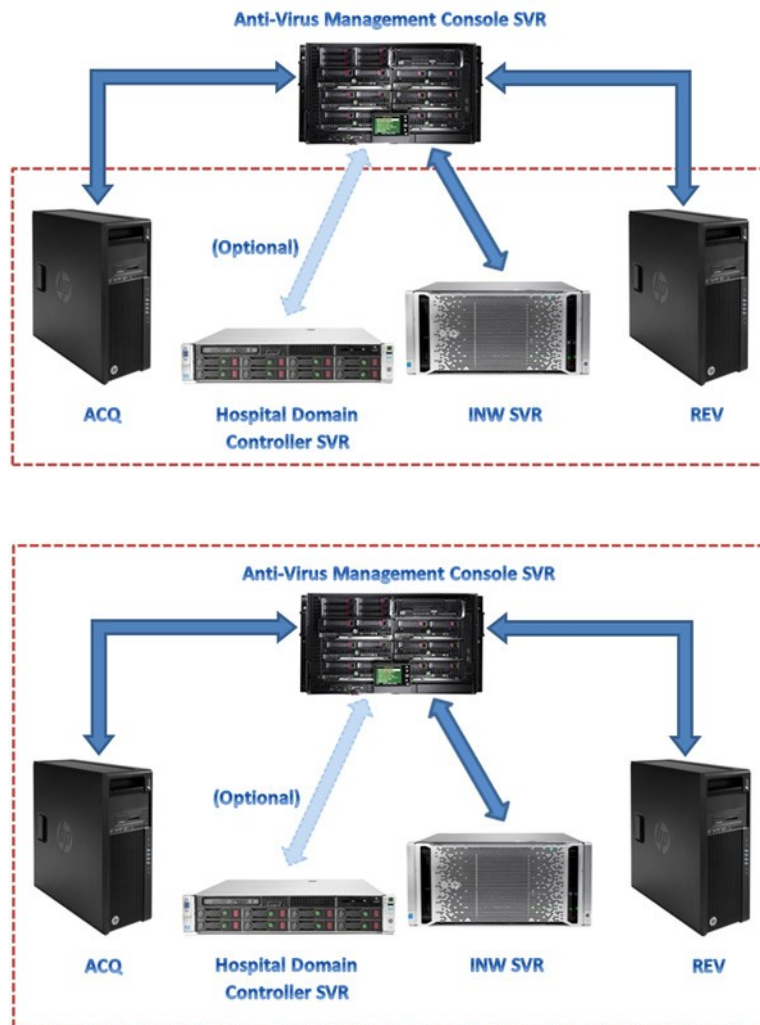 Anti-Virus Management Console SVR
(Optional)
ACQ
Hospital Domain
Controller SVR
INW SVR
REV
Anti-Virus Management Console SVR
(Optional)
ACQ
Hospital Domain
Controller SVR
INW SVR
REV